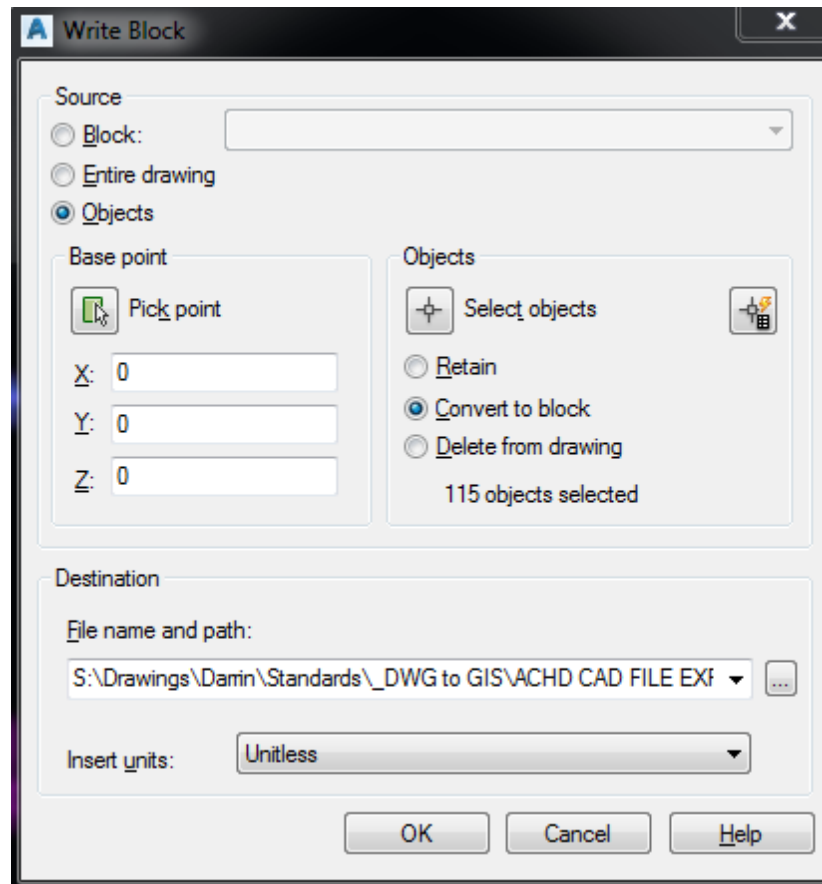 Write Block
x
Source
Block:
Entire drawing
Objects
Base point
Pick point
X: 0
Y: 0
Z: 0
Objects
Select objects
Retain
Convert to block
Delete from drawing
115 objects selected
Destination
File name and path:
S:\Drawings\Darrin\Standards\_DWG to GIS\ACHD CAD FILE
...
Insert units: Unitless
OK Cancel Help